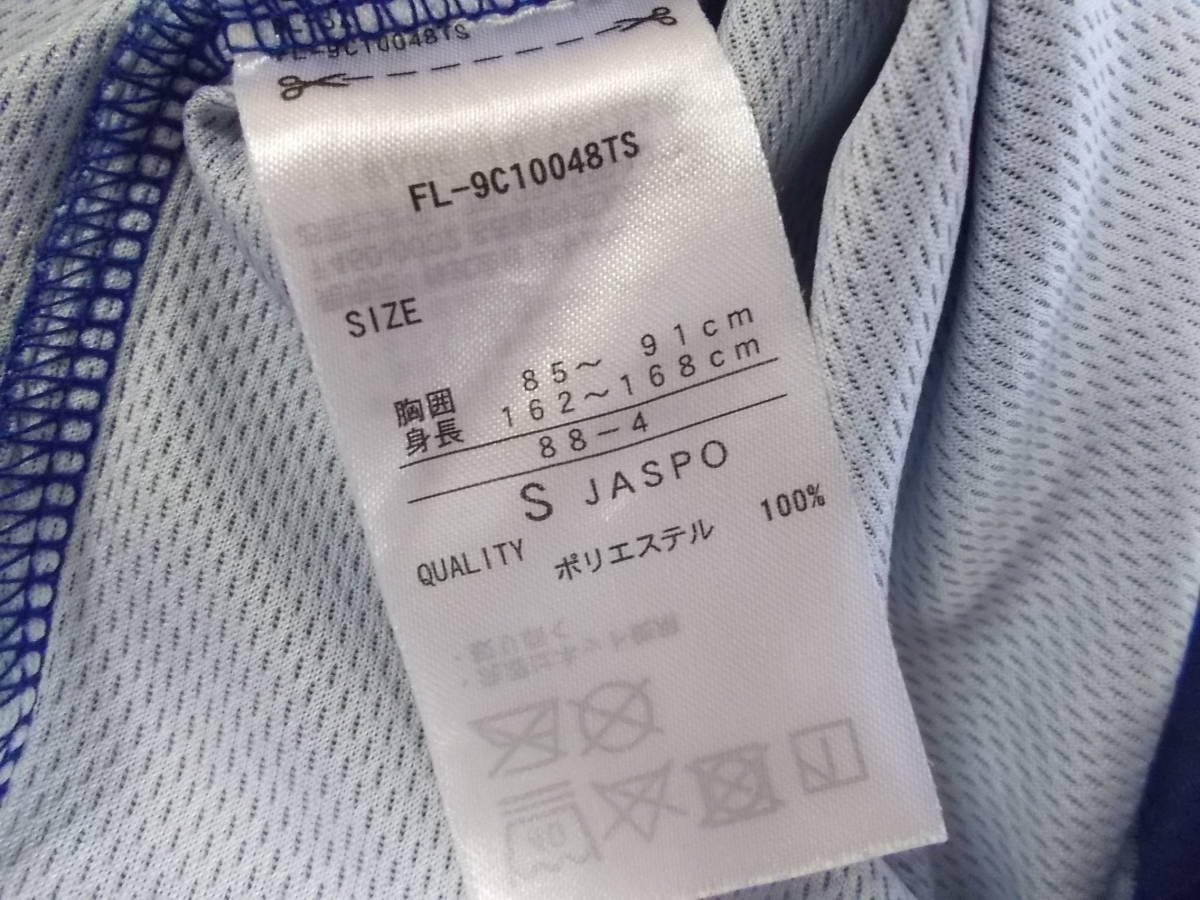 FL-9C10048TS
FL-9C10048TS
SIZE
胸囲 85～ 91cm
身長 162～168cm
88－4
S JASPO
QUALITY ポリエステル 100%